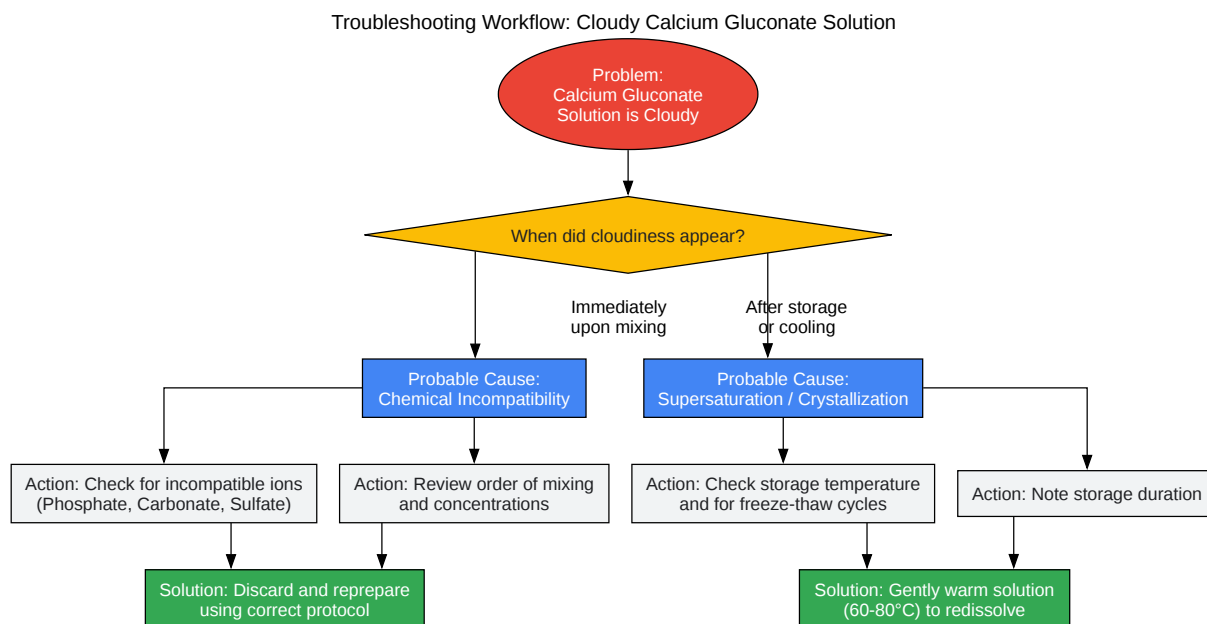 Troubleshooting Workflow: Cloudy Calcium Gluconate Solution
Problem:
Calcium Gluconate
Solution is Cloudy
When did cloudiness appear?
Immediately
upon mixing
After storage
or cooling
Probable Cause:
Chemical Incompatibility
Probable Cause:
Supersaturation / Crystallization
Action: Check for incompatible ions
(Phosphate, Carbonate, Sulfate)
Action: Review order of mixing
and concentrations
Action: Check storage temperature
and for freeze-thaw cycles
Action: Note storage duration
Solution: Discard and reprepare
using correct protocol
Solution: Gently warm solution
(60-80°C) to redissolve